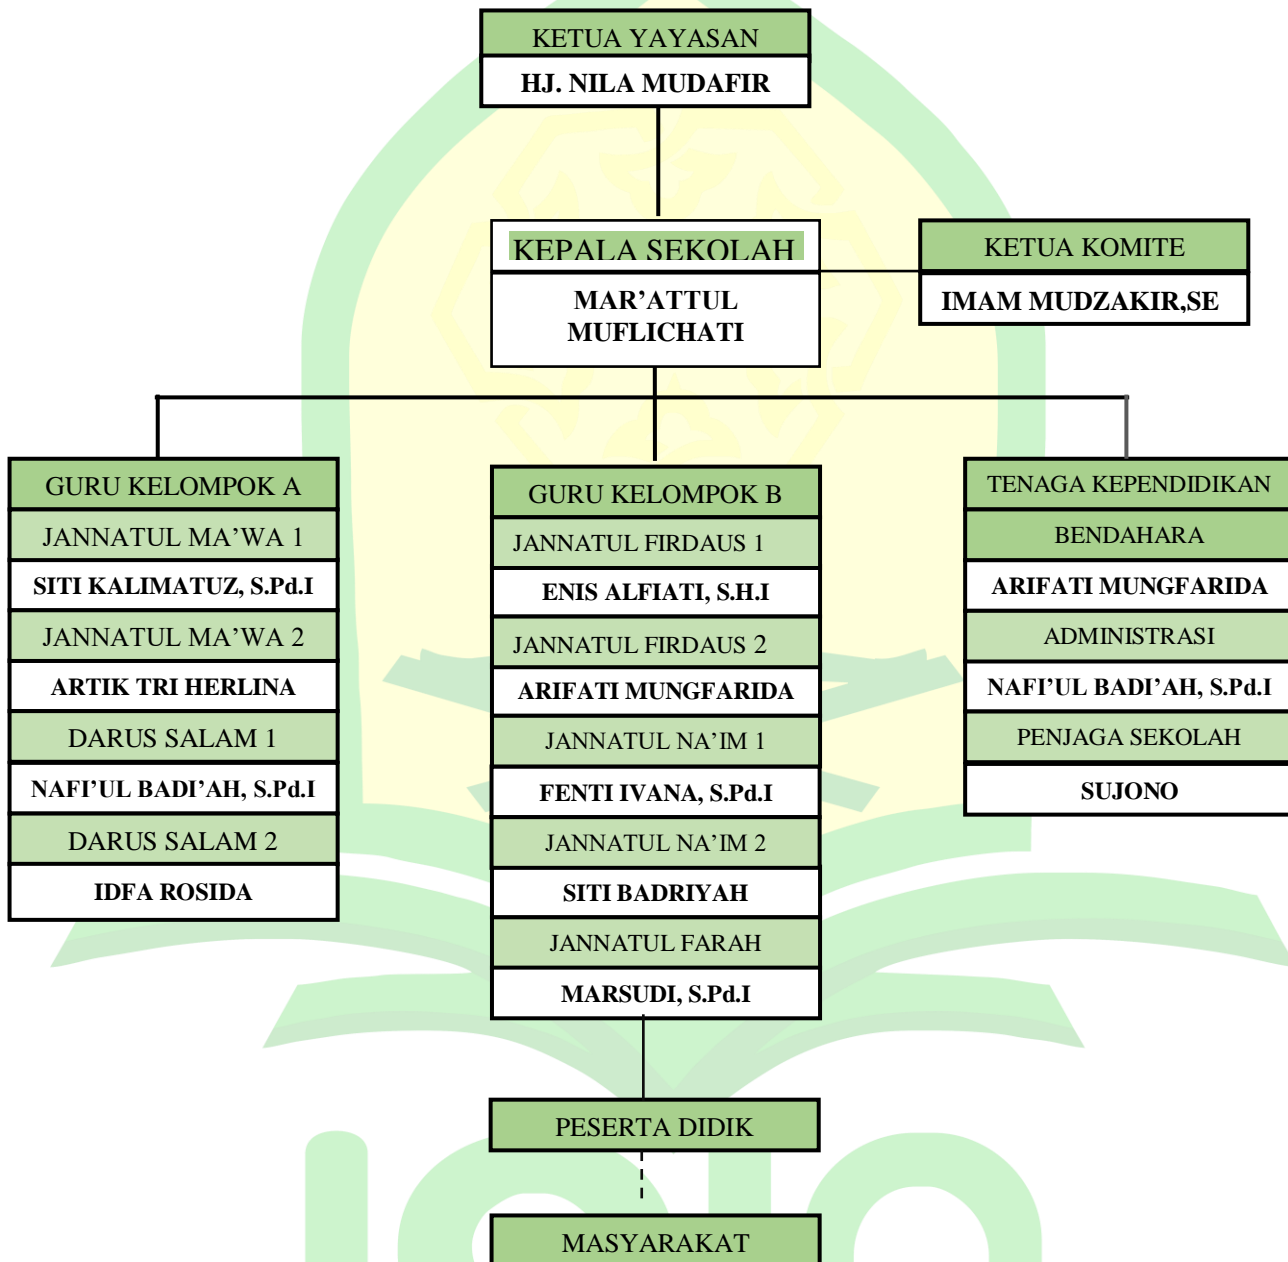 KETUA YAYASAN
HJ. NILA MUDAFIR
KEPALA SEKOLAH
MAR’ATTUL
MUFLICHATI
KETUA KOMITE
IMAM MUDZAKIR,SE
GURU KELOMPOK A
JANNATUL MA’WA 1
SITI KALIMATUZ, S.Pd.I
JANNATUL MA’WA 2
ARTIK TRI HERLINA
DARUS SALAM 1
NAFI’UL BADI’AH, S.Pd.I
DARUS SALAM 2
IDFA ROSIDA
GURU KELOMPOK B
JANNATUL FIRDAUS 1
ENIS ALFIATI, S.H.I
JANNATUL FIRDAUS 2
ARIFATI MUNGFARIDA
JANNATUL NA’IM 1
FENTI IVANA, S.Pd.I
JANNATUL NA’IM 2
SITI BADRIYAH
JANNATUL FARAH
MARSUDI, S.Pd.I
TENAGA KEPENDIDIKAN
BENDAHARA
ARIFATI MUNGFARIDA
ADMINISTRASI
NAFI’UL BADI’AH, S.Pd.I
PENJAGA SEKOLAH
SUJONO
PESERTA DIDIK
MASYARAKAT